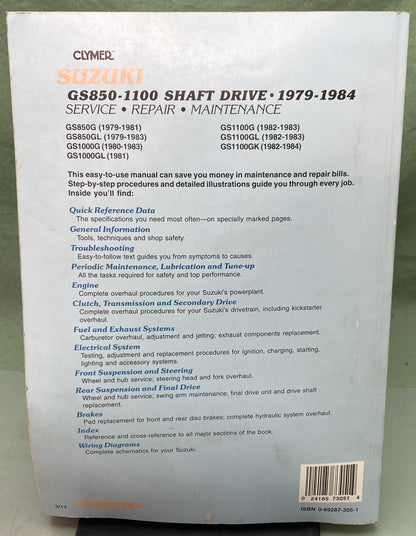 CLYMER™
SUZUKI
GS850-1100 SHAFT DRIVE • 1979-1984
SERVICE • REPAIR • MAINTENANCE
GS850G (1979-1981)
GS850GL (1979-1983)
GS1000G (1980-1983)
GS1000GL (1981)
GS1100G (1982-1983)
GS1100GL (1982-1983)
GS1100GK (1982-1984)
This easy-to-use manual can save you money in maintenance and repair bills.
Step-by-step procedures and detailed illustrations guide you through every job.
Inside you'll find:
Quick Reference Data
The specifications you need most often—on specially marked pages.
General Information
Tools, techniques and shop safety.
Troubleshooting
Easy-to-follow text guides you from symptoms to causes.
Periodic Maintenance, Lubrication and Tune-up
All the tasks required for safety and top performance.
Engine
Complete overhaul procedures for your Suzuki's powerplant.
Clutch, Transmission and Secondary Drive
Complete overhaul procedures for your Suzuki's drivetrain, including kickstarter
overhaul.
Fuel and Exhaust Systems
Carburetor overhaul, adjustment and jetting; exhaust components replacement.
Electrical System
Testing, adjustment and replacement procedures for ignition, charging, starting,
lighting and accessory systems.
Front Suspension and Steering
Wheel and hub service; steering head and fork overhaul.
Rear Suspension and Final Drive
Wheel and hub service; swing arm maintenance; final drive unit and drive shaft
replacement.
Brakes
Pad replacement for front and rear disc brakes; complete hydraulic system overhaul.
Index
Reference and cross-reference to all major sections of the book.
Wiring Diagrams
Complete schematics for your Suzuki.
9/11
0 24185 73051 4
ISBN 0-89287-305-1